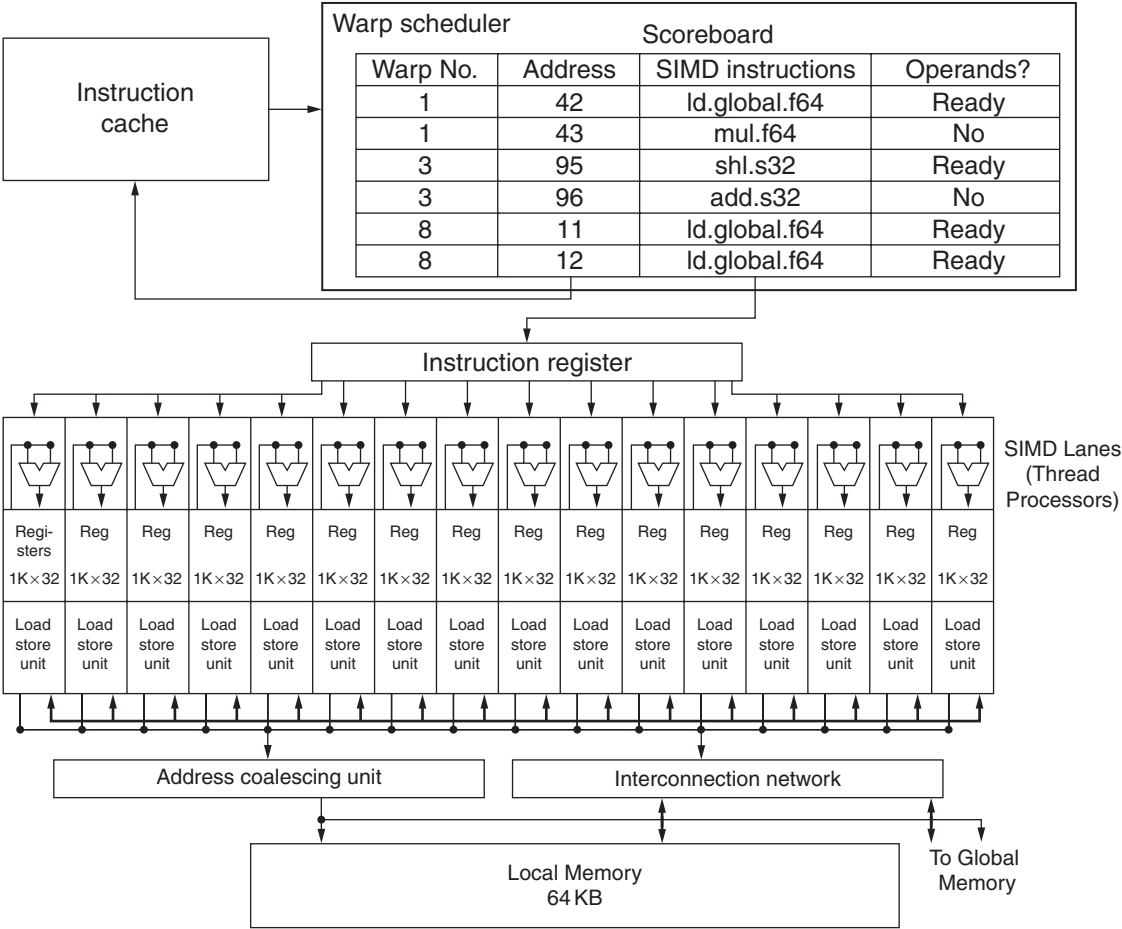 Warp scheduler
Scoreboard
Warp No. Address SIMD instructions Operands?
1 42 ld.global.f64 Ready
1 43 mul.f64 No
3 95 shl.s32 Ready
3 96 add.s32 No
8 11 ld.global.f64 Ready
8 12 ld.global.f64 Ready
Instruction
cache
Instruction register
SIMD Lanes
(Thread
Processors)
Regi- Reg Reg Reg Reg Reg Reg Reg Reg Reg Reg Reg Reg Reg Reg Reg
sters
1K×32 1K×32 1K×32 1K×32 1K×32 1K×32 1K×32 1K×32 1K×32 1K×32 1K×32 1K×32 1K×32 1K×32 1K×32 1K×32
Load Load Load Load Load Load Load Load Load Load Load Load Load Load Load Load
store store store store store store store store store store store store store store store store
unit unit unit unit unit unit unit unit unit unit unit unit unit unit unit unit
Address coalescing unit
Interconnection network
Local Memory
64 KB
To Global
Memory